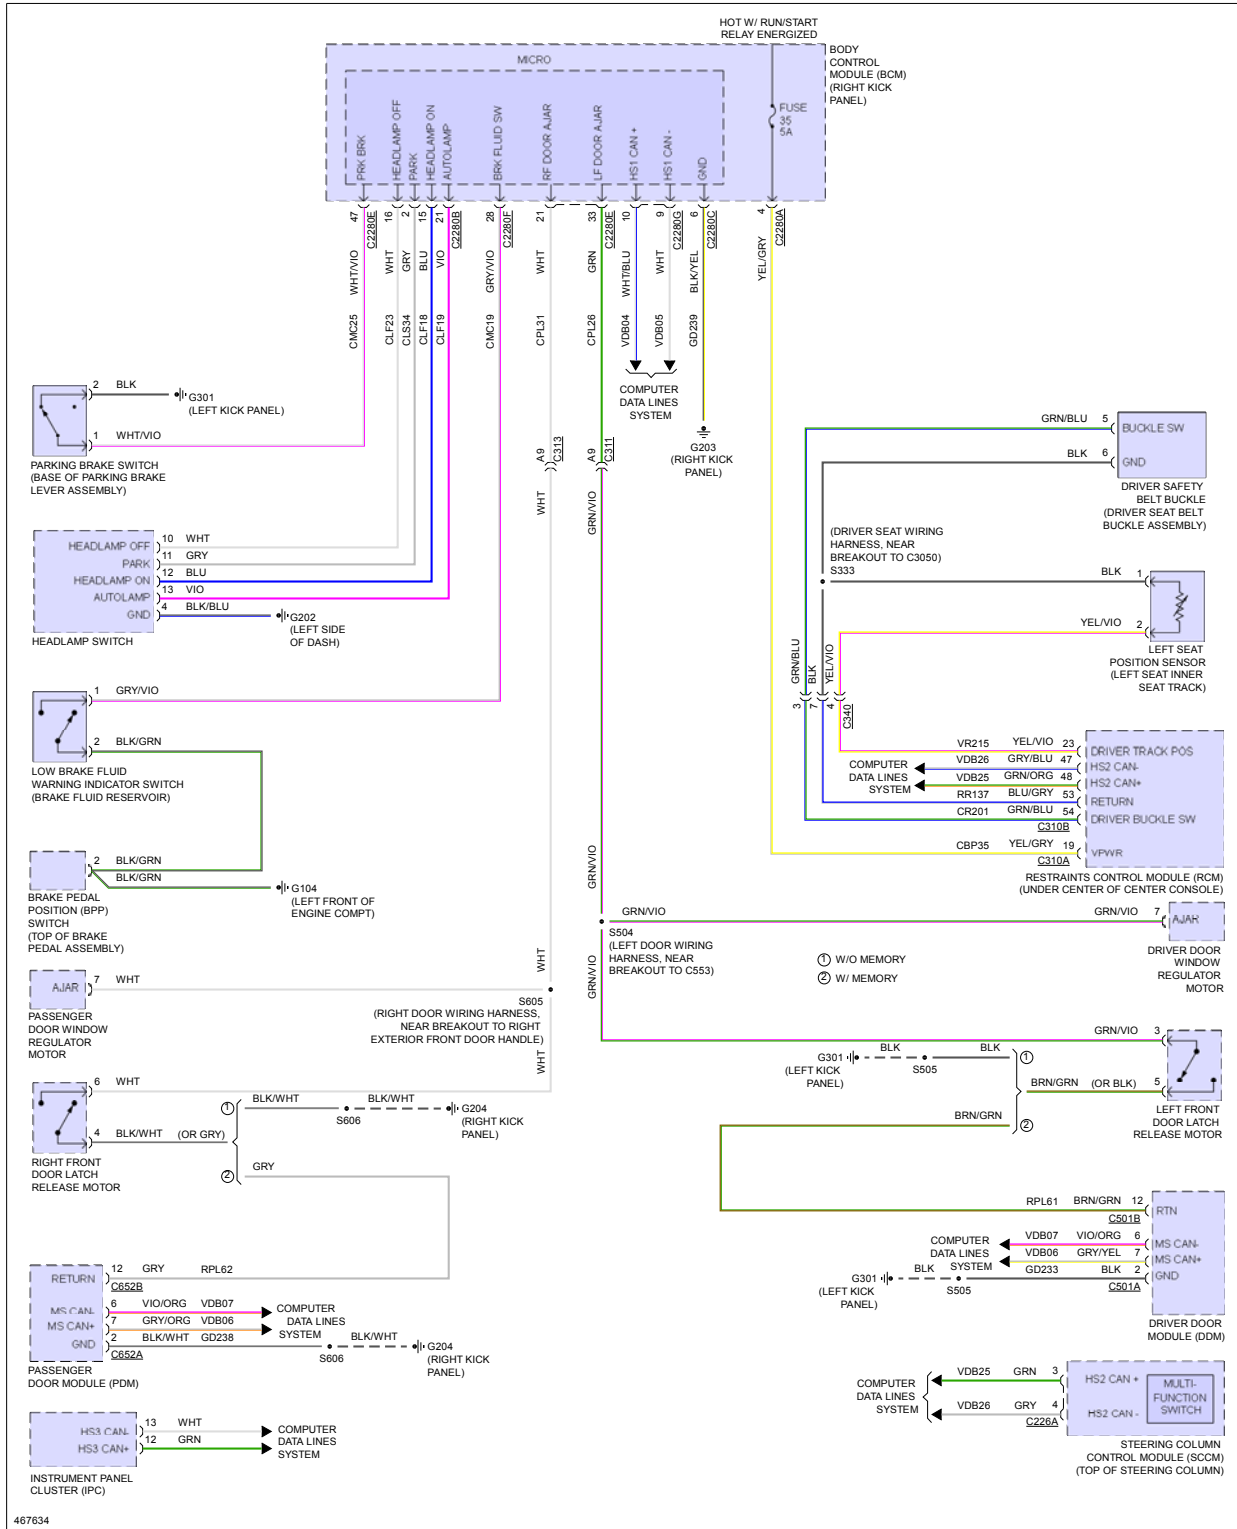 HOT W/ RUN/START
RELAY ENERGIZED
BODY
CONTROL
MODULE (BCM)
(RIGHT KICK
PANEL)
MICRO
FUSE
35
5A
PRK BRK
HEADLAMP OFF
PARK
HEADLAMP ON
AUTOLAMP
BRK FLUID SW
RF DOOR AJAR
LF DOOR AJAR
HS1 CAN +
HS1 CAN -
GND
47
C2280E
16
2
15
21
C2280B
28
C2280F
21
33
C2280E
10
9
C2280G
6
C2280C
4
C2280A
WHT/VIO
WHT
GRY
BLU
VIO
GRY/VIO
WHT
GRN
WHT/BLU
WHT
BLK/YEL
YEL/GRY
CMC25
CLF23
CLS34
CLF18
CLF19
CMC19
CPL31
CPL26
VDB04
VDB05
GD239
COMPUTER
DATA LINES
SYSTEM
G203
(RIGHT KICK
PANEL)
A9
C313
A9
C311
WHT
GRN/VIO
2 BLK
G301
(LEFT KICK PANEL)
1 WHT/VIO
PARKING BRAKE SWITCH
(BASE OF PARKING BRAKE
LEVER ASSEMBLY)
HEADLAMP OFF 10 WHT
PARK 11 GRY
HEADLAMP ON 12 BLU
AUTOLAMP 13 VIO
GND 4 BLK/BLU
G202
(LEFT SIDE
OF DASH)
HEADLAMP SWITCH
1 GRY/VIO
2 BLK/GRN
LOW BRAKE FLUID
WARNING INDICATOR SWITCH
(BRAKE FLUID RESERVOIR)
2 BLK/GRN
BLK/GRN
G104
(LEFT FRONT OF
ENGINE COMPT)
BRAKE PEDAL
POSITION (BPP)
SWITCH
(TOP OF BRAKE
PEDAL ASSEMBLY)
AJAR 7 WHT
PASSENGER
DOOR WINDOW
REGULATOR
MOTOR
WHT
S605
(RIGHT DOOR WIRING HARNESS,
NEAR BREAKOUT TO RIGHT
EXTERIOR FRONT DOOR HANDLE)
WHT
6 WHT
4 BLK/WHT (OR GRY)
1 BLK/WHT
S606
BLK/WHT
G204
(RIGHT KICK
PANEL)
2 GRY
RIGHT FRONT
DOOR LATCH
RELEASE MOTOR
RETURN 12 GRY RPL62
C652B
MS CAN- 6 VIO/ORG VDB07
MS CAN+ 7 GRY/ORG VDB06
GND 2 BLK/WHT GD238
C652A
COMPUTER
DATA LINES
SYSTEM
S606
BLK/WHT
G204
(RIGHT KICK
PANEL)
PASSENGER
DOOR MODULE (PDM)
HS3 CAN- 13 WHT
HS3 CAN+ 12 GRN
COMPUTER
DATA LINES
SYSTEM
INSTRUMENT PANEL
CLUSTER (IPC)
GRN/BLU 5 BUCKLE SW
BLK 6 GND
DRIVER SAFETY
BELT BUCKLE
(DRIVER SEAT BELT
BUCKLE ASSEMBLY)
(DRIVER SEAT WIRING
HARNESS, NEAR
BREAKOUT TO C3050)
S333
BLK 1
YEL/VIO 2
LEFT SEAT
POSITION SENSOR
(LEFT SEAT INNER
SEAT TRACK)
GRN/BLU
BLK
YEL/VIO
3
7
4
C340
VR215 YEL/VIO 23 DRIVER TRACK POS
VDB26 GRY/BLU 47 HS2 CAN-
VDB25 GRN/ORG 48 HS2 CAN+
RR137 BLU/GRY 53 RETURN
CR201 GRN/BLU 54 DRIVER BUCKLE SW
C310B
CBP35 YEL/GRY 19 VPWR
C310A
COMPUTER
DATA LINES
SYSTEM
RESTRAINTS CONTROL MODULE (RCM)
(UNDER CENTER OF CENTER CONSOLE)
GRN/VIO
GRN/VIO
GRN/VIO 7 AJAR
S504
(LEFT DOOR WIRING
HARNESS, NEAR
BREAKOUT TO C553)
GRN/VIO
1 W/O MEMORY
2 W/ MEMORY
DRIVER DOOR
WINDOW
REGULATOR
MOTOR
GRN/VIO 3
G301
(LEFT KICK
PANEL)
BLK
S505
BLK 1
BRN/GRN (OR BLK) 5
BRN/GRN 2
LEFT FRONT
DOOR LATCH
RELEASE MOTOR
RPL61 BRN/GRN 12 RTN
C501B
VDB07 VIO/ORG 6 MS CAN-
VDB06 GRY/YEL 7 MS CAN+
GD233 BLK 2 GND
C501A
COMPUTER
DATA LINES
SYSTEM
G301
(LEFT KICK
PANEL)
BLK
S505
DRIVER DOOR
MODULE (DDM)
VDB25 GRN 3 HS2 CAN +
VDB26 GRY 4 HS2 CAN -
C226A
MULTI-
FUNCTION
SWITCH
COMPUTER
DATA LINES
SYSTEM
STEERING COLUMN
CONTROL MODULE (SCCM)
(TOP OF STEERING COLUMN)
467634